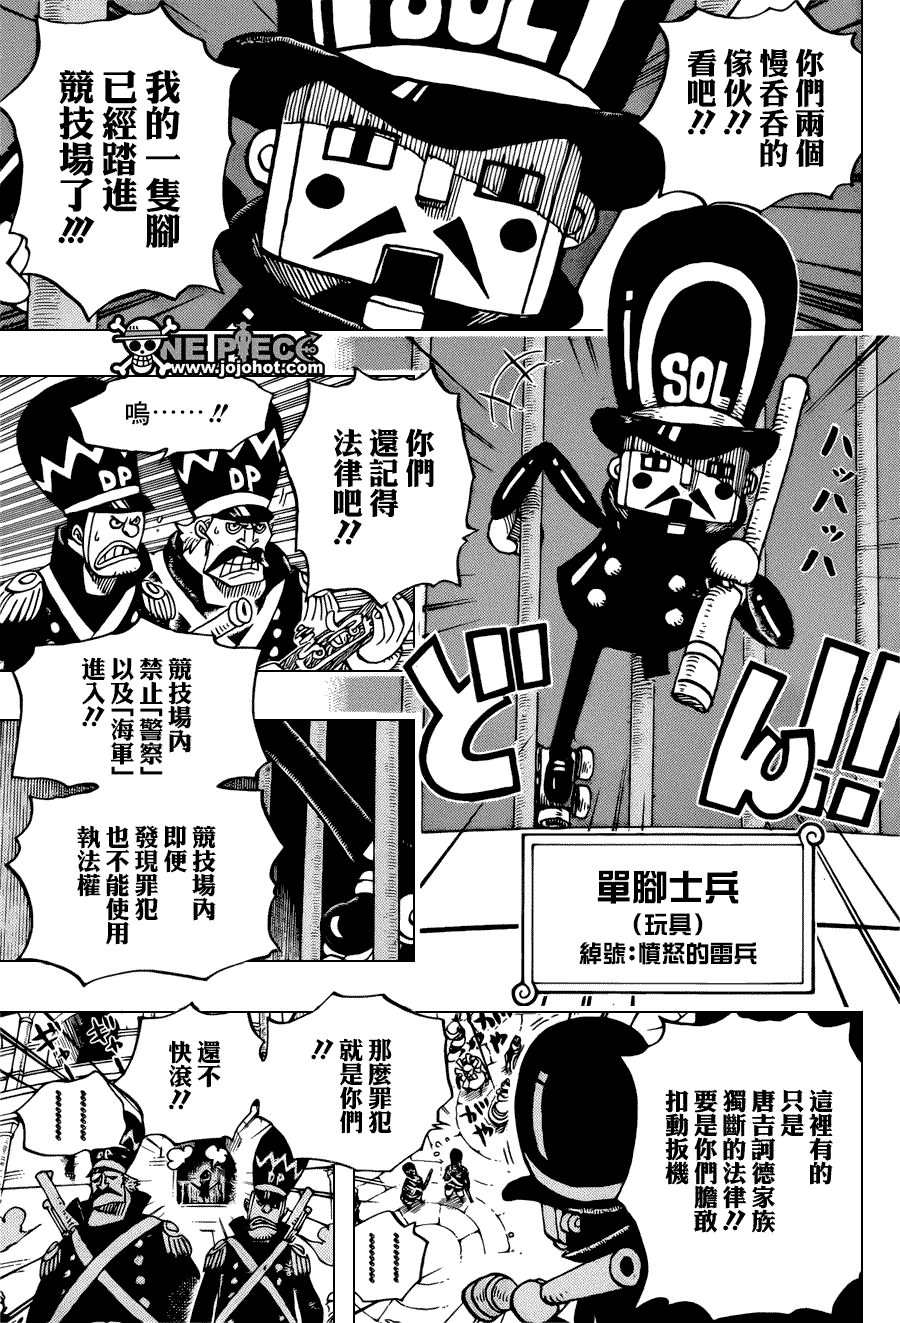 SOL
你們兩個
慢吞吞的
傢伙!!
看吧!!
我的一隻腳
已經踏進
競技場了!!!
ONE PIECE
www.jojohot.com
SOL
ハッハッハッ
どん!!
單腳士兵
(玩具)
綽號:憤怒的雷兵
你們
還記得
法律吧!!
嗚……!!
DP
DP
競技場內
禁止「警察」
以及「海軍」
進入!!
競技場內
即便
發現罪犯
也不能使用
執法權
這裡有的
只是
唐吉訶德家族
獨斷的法律!!
要是你們膽敢
扣動扳機
那麼罪犯
就是你們
!!
還不
快滾!!
………
………
DP
DP